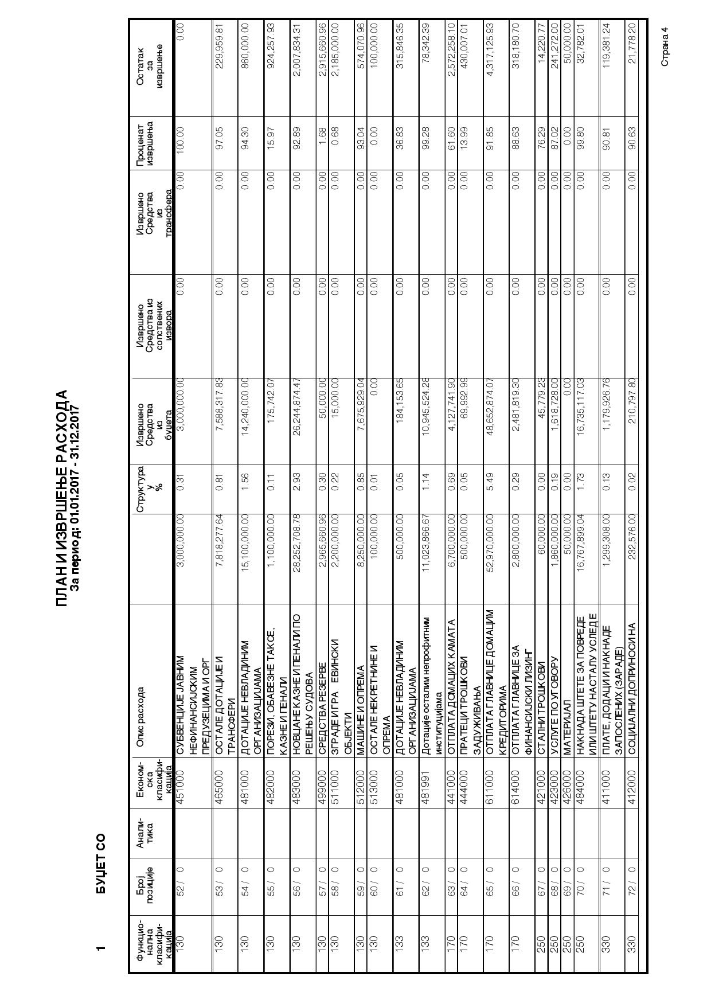 ПЛАН И ИЗВРШЕЊЕ РАСХОДА
За период: 01.01.2017 - 31.12.2017
1 БУЏЕТ СО
Функцио-
нална
класифи-
кација
Број
позиције
Анали-
тика
Економ-
ска
класифи-
кација
Опис расхода
Структура
у
%
Извршено
Средства
из
буџета
Извршено
Средства из
сопствених
извора
Извршено
Средства
из
трансфера
Проценат
извршења
Остатак
за
извршење
130 52 / 0 451000 СУБВЕНЦИЈЕ ЈАВНИМ 3,000,000.00 0.31 3,000,000.00 0.00 0.00 100.00 0.00
НЕФИНАНСИЈСКИМ
ПРЕДУЗЕЦИМА И ОРГ
130 53 / 0 465000 ОСТАЛЕ ДОТАЦИЈЕ И 7,818,277.64 0.81 7,588,317.83 0.00 0.00 97.05 229,959.81
ТРАНСФЕРИ
130 54 / 0 481000 ДОТАЦИЈЕ НЕВЛАДИНИМ 15,100,000.00 1.56 14,240,000.00 0.00 0.00 94.30 860,000.00
ОРГАНИЗАЦИЈАМА
130 55 / 0 482000 ПОРЕЗИ, ОБАВЕЗНЕ ТАКСЕ, 1,100,000.00 0.11 175,742.07 0.00 0.00 15.97 924,257.93
КАЗНЕ И ПЕНАЛИ
130 56 / 0 483000 НОВЦАНЕ КАЗНЕ И ПЕНАЛИ ПО 28,252,708.78 2.93 26,244,874.47 0.00 0.00 92.89 2,007,834.31
РЕШЕЊУ СУДОВА
130 57 / 0 499000 СРЕДСТВА РЕЗЕРВЕ 2,965,660.96 0.30 50,000.00 0.00 0.00 1.68 2,915,660.96
130 58 / 0 511000 ЗГРАДЕ И ГРА ЕВИНСКИ 2,200,000.00 0.22 15,000.00 0.00 0.00 0.68 2,185,000.00
ОБЈЕКТИ
130 59 / 0 512000 МАШИНЕ И ОПРЕМА 8,250,000.00 0.85 7,675,929.04 0.00 0.00 93.04 574,070.96
130 60 / 0 513000 ОСТАЛЕ НЕКРЕТНИНЕ И 100,000.00 0.01 0.00 0.00 0.00 0.00 100,000.00
ОПРЕМА
133 61 / 0 481000 ДОТАЦИЈЕ НЕВЛАДИНИМ 500,000.00 0.05 184,153.65 0.00 0.00 36.83 315,846.35
ОРГАНИЗАЦИЈАМА
133 62 / 0 481991 Дотације осталим непрофитним 11,023,866.67 1.14 10,945,524.28 0.00 0.00 99.28 78,342.39
институцијама
170 63 / 0 441000 ОТПЛАТА ДОМАЦИХ КАМАТА 6,700,000.00 0.69 4,127,741.90 0.00 0.00 61.60 2,572,258.10
170 64 / 0 444000 ПРАТЕЦИ ТРОШКОВИ 500,000.00 0.05 69,992.99 0.00 0.00 13.99 430,007.01
ЗАДУЖИВАЊА
170 65 / 0 611000 ОТПЛАТА ГЛАВНИЦЕ ДОМАЦИМ 52,970,000.00 5.49 48,652,874.07 0.00 0.00 91.85 4,317,125.93
КРЕДИТОРИМА
170 66 / 0 614000 ОТПЛАТА ГЛАВНИЦЕ ЗА 2,800,000.00 0.29 2,481,819.30 0.00 0.00 88.63 318,180.70
ФИНАНСИЈСКИ ЛИЗИНГ
250 67 / 0 421000 СТАЛНИ ТРОШКОВИ 60,000.00 0.00 45,779.23 0.00 0.00 76.29 14,220.77
250 68 / 0 423000 УСЛУГЕ ПО УГОВОРУ 1,860,000.00 0.19 1,618,728.00 0.00 0.00 87.02 241,272.00
250 69 / 0 426000 МАТЕРИЈАЛ 50,000.00 0.00 0.00 0.00 0.00 0.00 50,000.00
250 70 / 0 484000 НАКНАДА ШТЕТЕ ЗА ПОВРЕДЕ 16,767,899.04 1.73 16,735,117.03 0.00 0.00 99.80 32,782.01
ИЛИ ШТЕТУ НАСТАЛУ УСЛЕД Е
330 71 / 0 411000 ПЛАТЕ, ДОДАЦИ И НАКНАДЕ 1,299,308.00 0.13 1,179,926.76 0.00 0.00 90.81 119,381.24
ЗАПОСЛЕНИХ (ЗАРАДЕ)
330 72 / 0 412000 СОЦИЈАЛНИ ДОПРИНОСИ НА 232,576.00 0.02 210,797.80 0.00 0.00 90.63 21,778.20
Страна 4